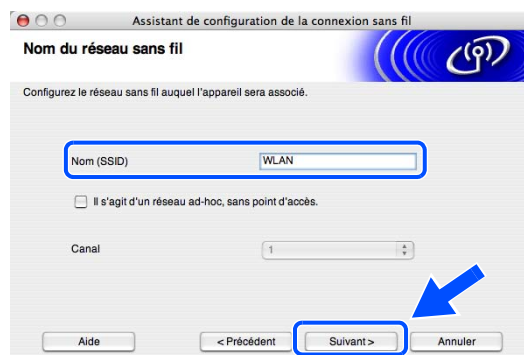 Assistant de configuration de la connexion sans fil
Nom du réseau sans fil
Configurez le réseau sans fil auquel l'appareil sera associé.
Nom (SSID) WLAN
Il s'agit d'un réseau ad-hoc, sans point d'accès.
Canal 1
Aide < Précédent Suivant > Annuler